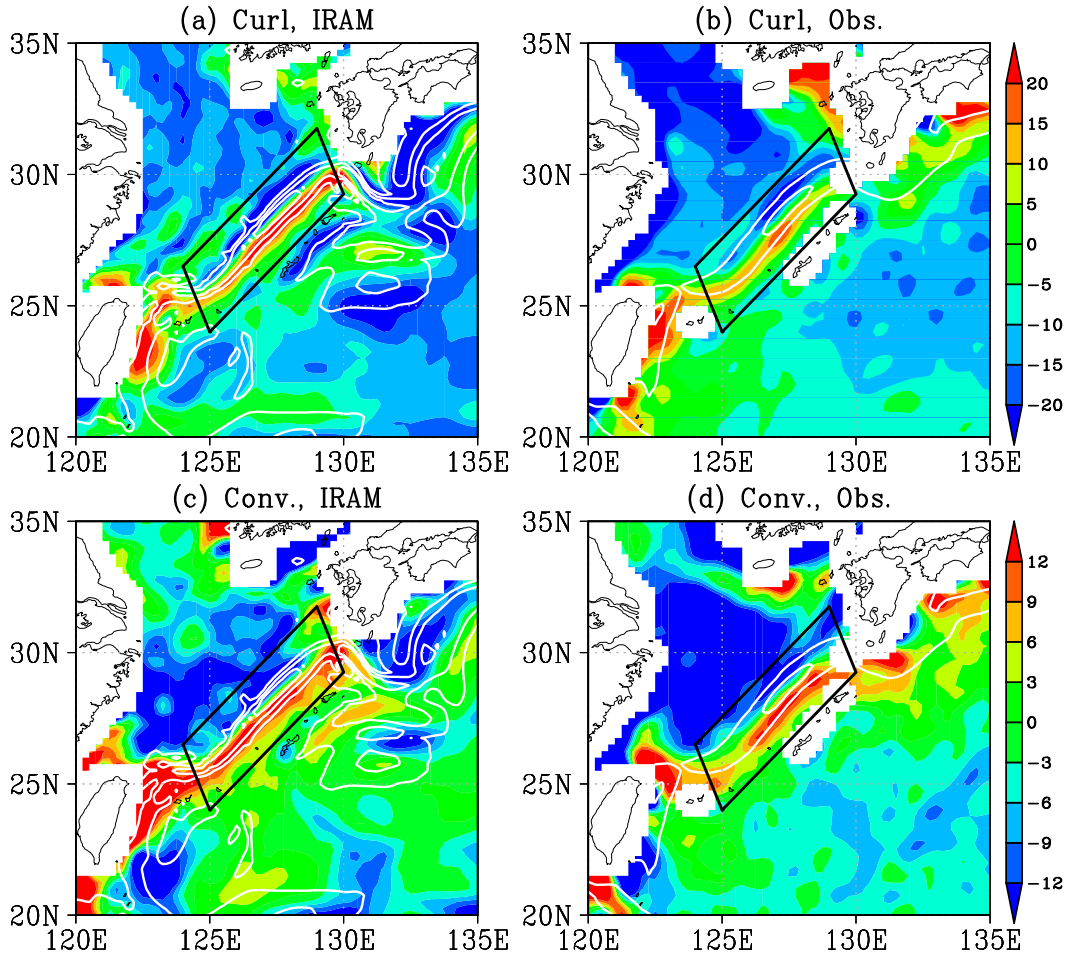 (a) Curl, IRAM
(b) Curl, Obs.
35N
30N
25N
20N
120E 125E 130E 135E
35N
30N
25N
20N
120E 125E 130E 135E
20
15
10
5
0
−5
−10
−15
−20
(c) Conv., IRAM
(d) Conv., Obs.
35N
30N
25N
20N
120E 125E 130E 135E
35N
30N
25N
20N
120E 125E 130E 135E
12
9
6
3
0
−3
−6
−9
−12